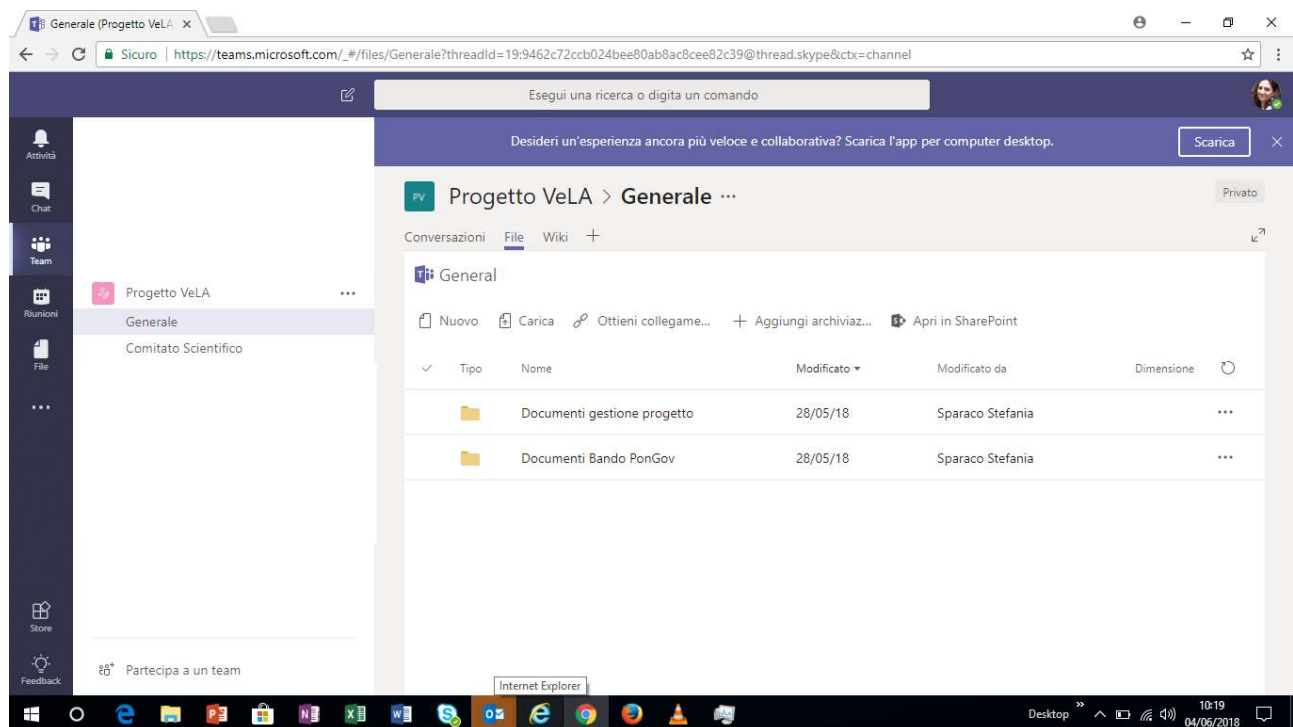 Generale (Progetto VeLA
Sicuro | https://teams.microsoft.com/_#/files/Generale?threadId=19:9462c72ccb024bee80ab8ac8cee82c39@thread.skype&ctx=channel
Esegui una ricerca o digita un comando
Desideri un'esperienza ancora più veloce e collaborativa? Scarica l'app per computer desktop.
Scarica
Attività
Chat
Team
Riunioni
File
Store
Feedback
Progetto VeLA
Generale
Comitato Scientifico
Partecipa a un team
PV Progetto VeLA > Generale ...
Privato
Conversazioni File Wiki +
General
Nuovo Carica Ottieni collegame... + Aggiungi archiviaz... Apri in SharePoint
Tipo Nome Modificato Modificato da Dimensione
Documenti gestione progetto 28/05/18 Sparaco Stefania
Documenti Bando PonGov 28/05/18 Sparaco Stefania
Internet Explorer
Desktop
10:19
04/06/2018